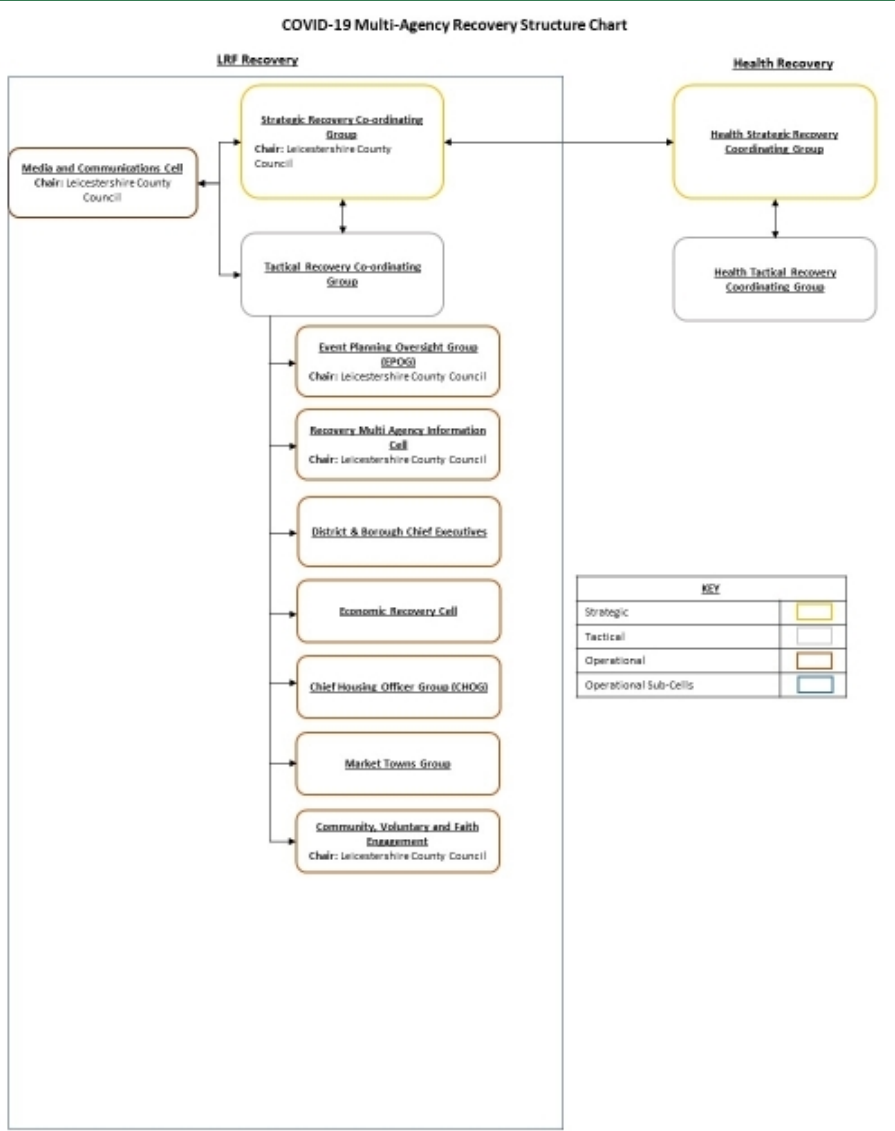 COVID-19 Multi-Agency Recovery Structure Chart
LRF Recovery
Health Recovery
Strategic Recovery Co-ordinating
Group
Chair: Leicestershire County
Council
Health Strategic Recovery
Coordinating Group
Media and Communications Cell
Chair: Leicestershire County
Council
Tactical Recovery Co-ordinating
Group
Health Tactical Recovery
Coordinating Group
Event Planning Oversight Group
(EPOG)
Chair: Leicestershire County Council
Recovery Multi Agency Information
Cell
Chair: Leicestershire County Council
District & Borough Chief Executives
Economic Recovery Cell
Chief Housing Officer Group (CHOG)
Market Towns Group
Community, Voluntary and Faith
Engagement
Chair: Leicestershire County Council
KEY
Strategic
Tactical
Operational
Operational Sub-Cells